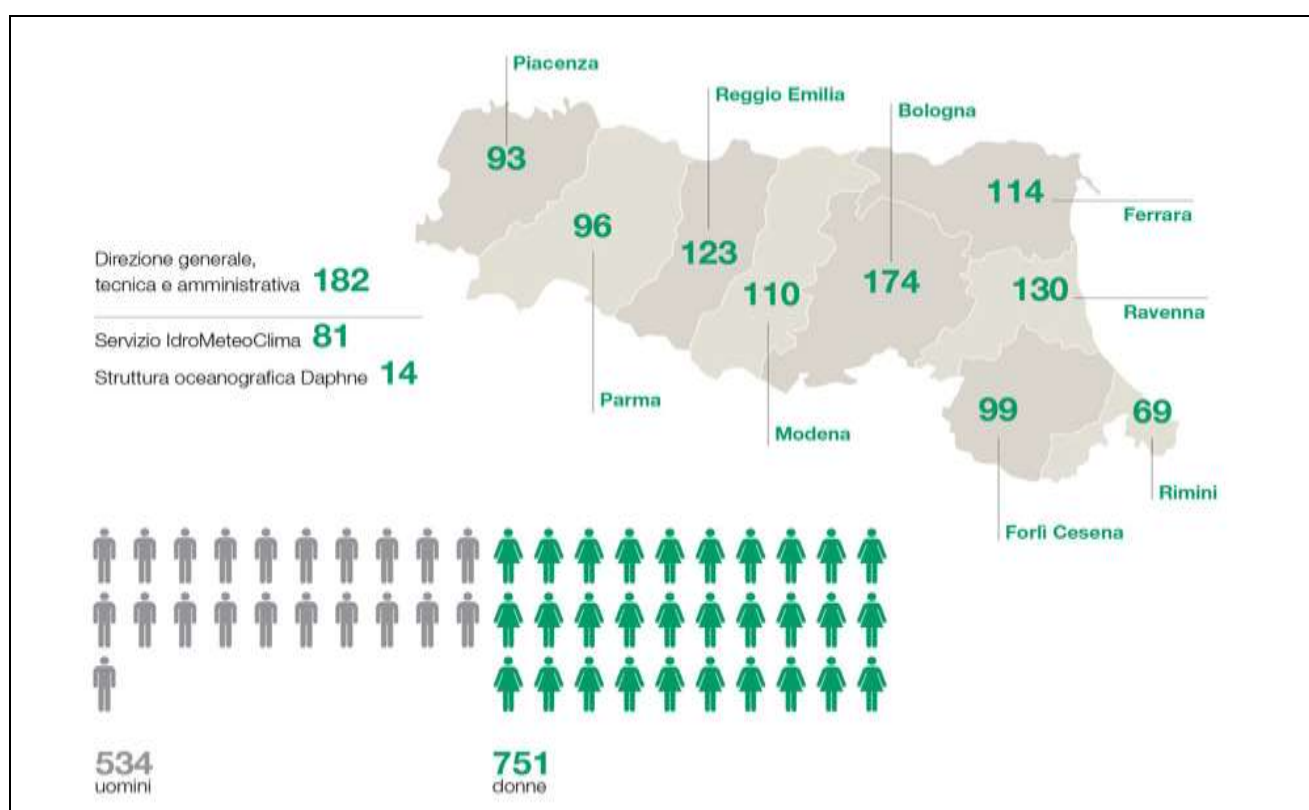 Piacenza
93
Reggio Emilia
123
Bologna
174
114
Ferrara
96
Parma
110
Modena
130
Ravenna
99
Forlì Cesena
69
Rimini
Direzione generale,
tecnica e amministrativa 182
Servizio IdroMeteoClima 81
Struttura oceanografica Daphne 14
534
uomini
751
donne